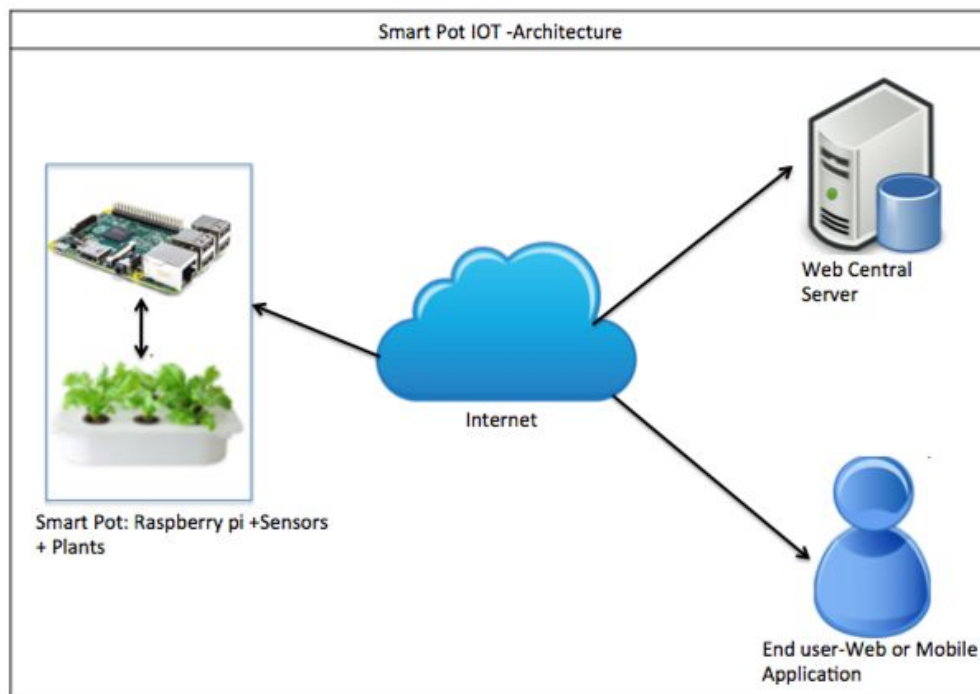 Smart Pot IOT -Architecture
Web Central
Server
Internet
Smart Pot: Raspberry pi +Sensors
+ Plants
End user-Web or Mobile
Application